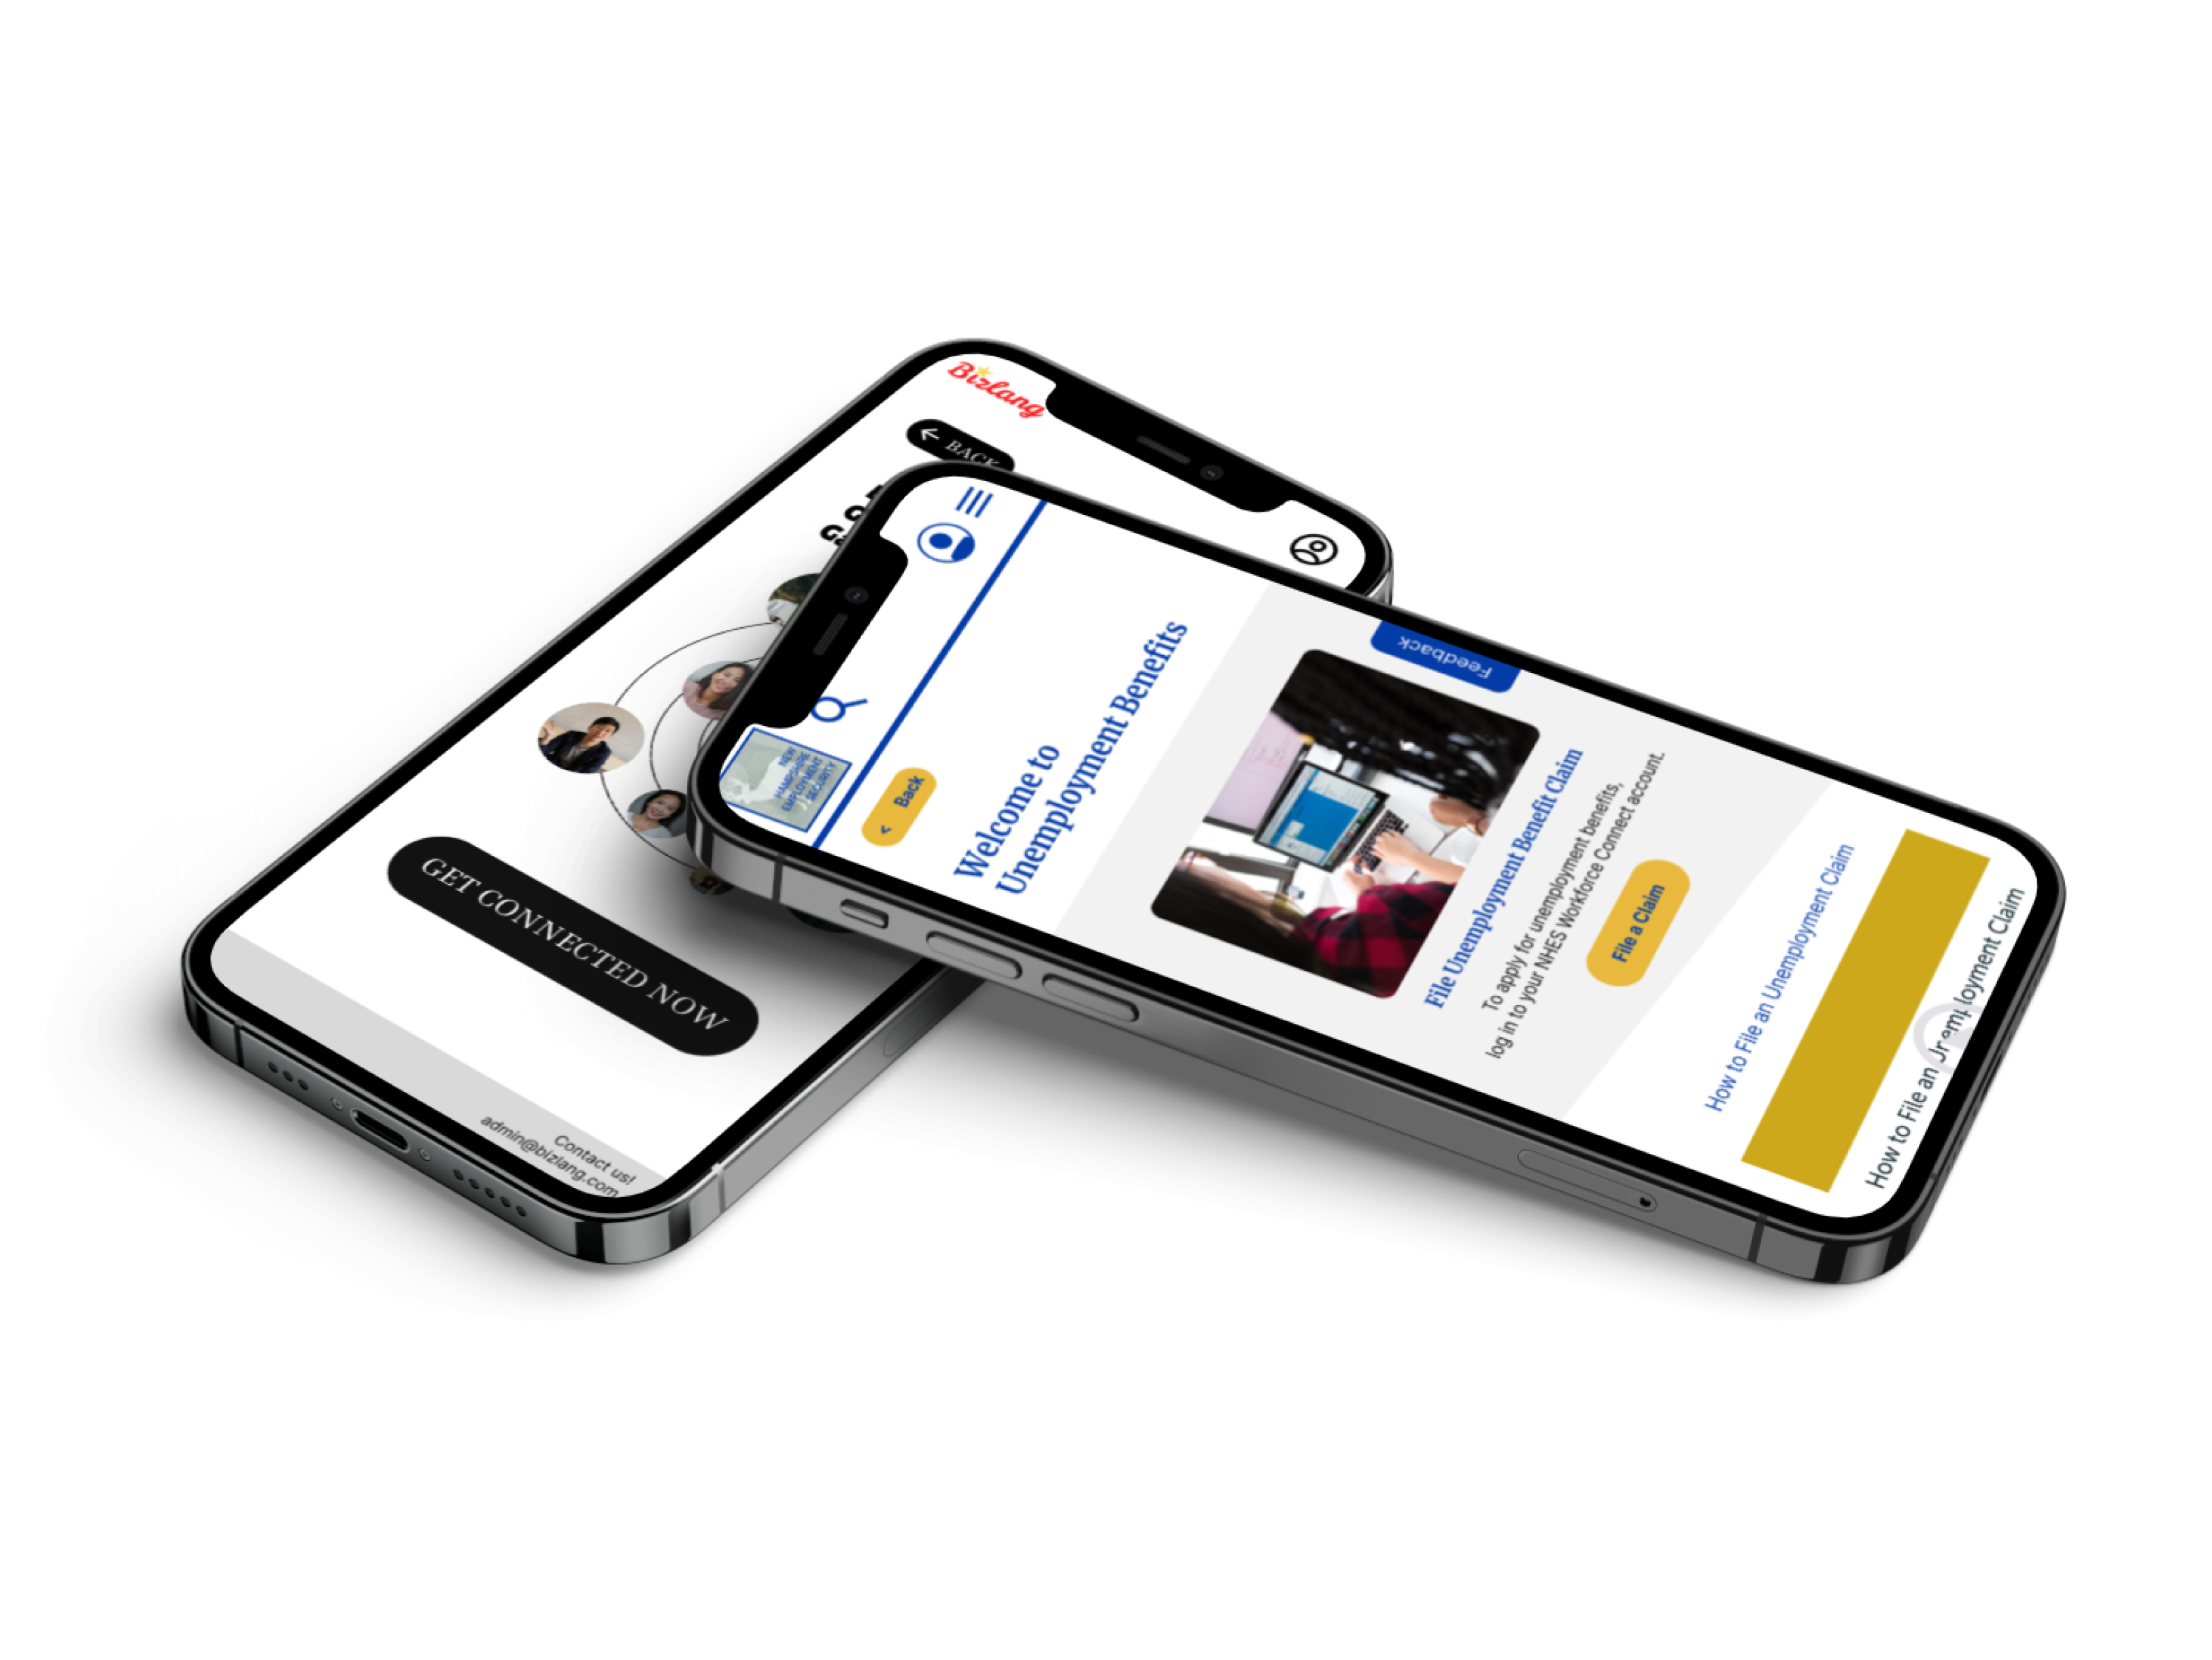 Bizlang
← BACK
GET CONNECTED NOW
Contact us!
admin@bizlang.com
NEW
HAMPSHIRE
EMPLOYMENT
SECURITY
< Back
Welcome to
Unemployment Benefits
Feedback
File Unemployment Benefit Claim
To apply for unemployment benefits,
log in to your NHES Workforce Connect account.
File a Claim
How to File an Unemployment Claim
How to File an Unemployment Claim